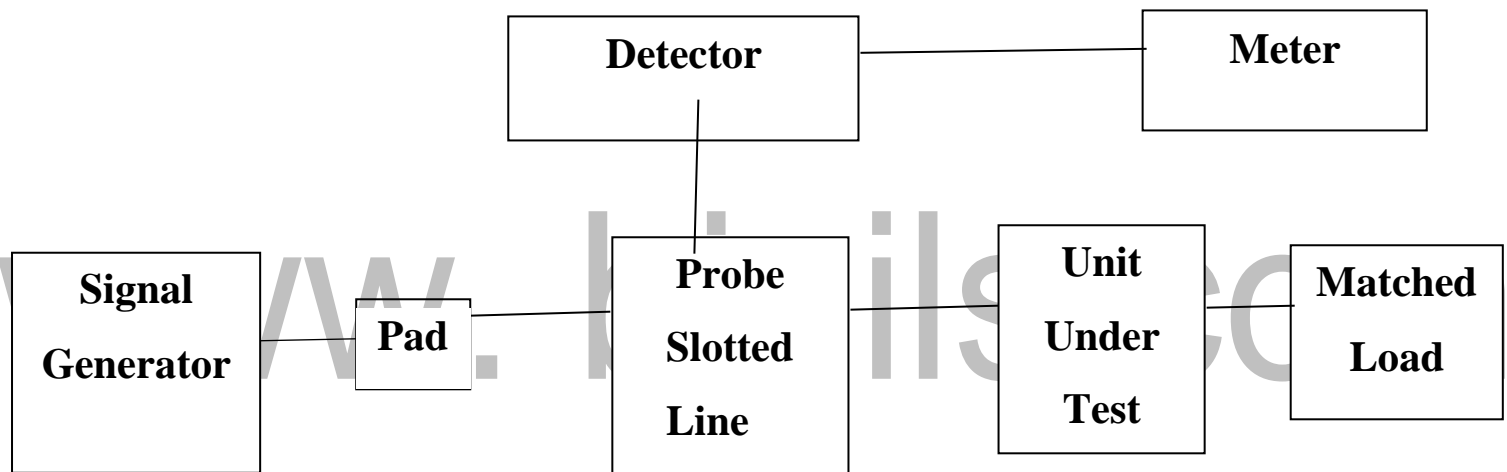 Detector
Meter
Signal
Generator
Pad
Probe
Slotted
Line
Unit
Under
Test
Matched
Load